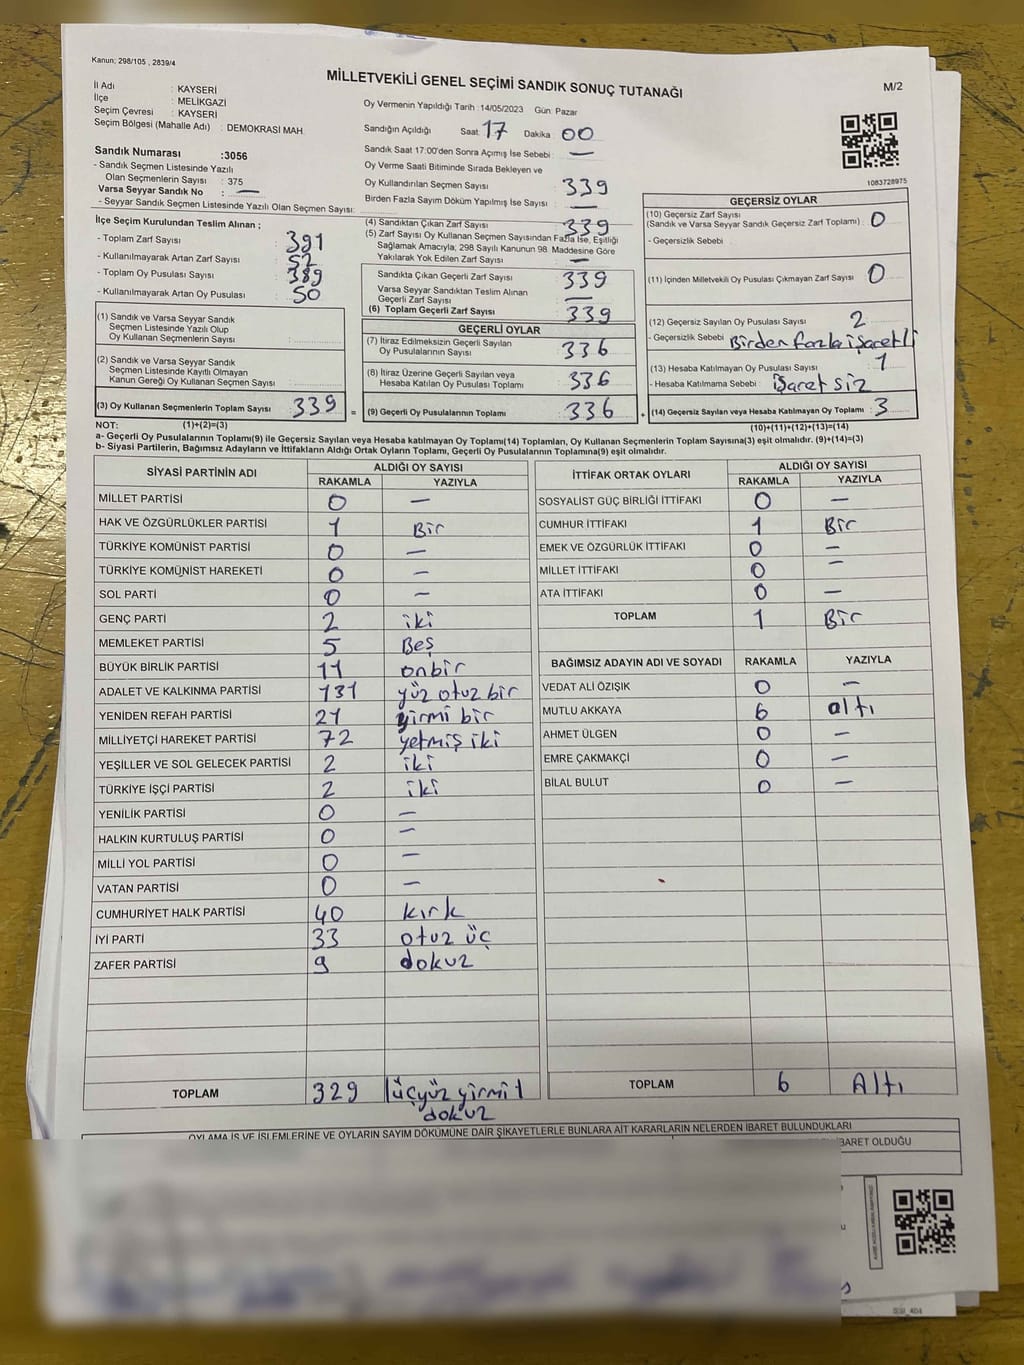 Kanun; 298/105 , 2839/4
MİLLETVEKİLİ GENEL SEÇİMİ SANDIK SONUÇ TUTANAĞI
M/2
İl Adı : KAYSERİ
İlçe : MELİKGAZİ
Seçim Çevresi : KAYSERİ
Seçim Bölgesi (Mahalle Adı) : DEMOKRASİ MAH.
Sandık Numarası :3056
- Sandık Seçmen Listesinde Yazılı
Olan Seçmenlerin Sayısı : 375
Varsa Seyyar Sandık No : —
- Seyyar Sandık Seçmen Listesinde Yazılı Olan Seçmen Sayısı:
Oy Vermenin Yapıldığı Tarih :14/05/2023 Gün: Pazar
Sandığın Açıldığı Saat 17 Dakika : 00
Sandık Saat 17:00'den Sonra Açılmış İse Sebebi : —
Oy Verme Saati Bitiminde Sırada Bekleyen ve
Oy Kullandırılan Seçmen Sayısı : 339
Birden Fazla Sayım Döküm Yapılmış İse Sayısı : —
1083728975
İlçe Seçim Kurulundan Teslim Alınan ;
- Toplam Zarf Sayısı : 391
- Kullanılmayarak Artan Zarf Sayısı : 52
- Toplam Oy Pusulası Sayısı : 389
- Kullanılmayarak Artan Oy Pusulası : 50
(1) Sandık ve Varsa Seyyar Sandık
Seçmen Listesinde Yazılı Olup
Oy Kullanan Seçmenlerin Sayısı :
(2) Sandık ve Varsa Seyyar Sandık
Seçmen Listesinde Kayıtlı Olmayan
Kanun Gereği Oy Kullanan Seçmen Sayısı :
(3) Oy Kullanan Seçmenlerin Toplam Sayısı : 339 =
(4) Sandıktan Çıkan Zarf Sayısı : 339
(5) Zarf Sayısı Oy Kullanan Seçmen Sayısından Fazla İse, Eşitliği
Sağlamak Amacıyla; 298 Sayılı Kanunun 98. Maddesine Göre
Yakılarak Yok Edilen Zarf Sayısı : —
Sandıkta Çıkan Geçerli Zarf Sayısı : 339
Varsa Seyyar Sandıktan Teslim Alınan
Geçerli Zarf Sayısı : —
(6) Toplam Geçerli Zarf Sayısı : 339
GEÇERLİ OYLAR
(7) İtiraz Edilmeksizin Geçerli Sayılan
Oy Pusulalarının Sayısı : 336
(8) İtiraz Üzerine Geçerli Sayılan veya
Hesaba Katılan Oy Pusulası Toplamı : 336
(9) Geçerli Oy Pusulalarının Toplamı : 336 +
GEÇERSİZ OYLAR
(10) Geçersiz Zarf Sayısı
(Sandık ve Varsa Seyyar Sandık Geçersiz Zarf Toplamı) : 0
- Geçersizlik Sebebi :
(11) İçinden Milletvekili Oy Pusulası Çıkmayan Zarf Sayısı : 0
(12) Geçersiz Sayılan Oy Pusulası Sayısı : 2
- Geçersizlik Sebebi : Birden fazla işaretli
(13) Hesaba Katılmayan Oy Pusulası Sayısı : 1
- Hesaba Katılmama Sebebi : işaretsiz
(14) Geçersiz Sayılan veya Hesaba Katılmayan Oy Toplamı : 3
NOT: (1)+(2)=(3) (10)+(11)+(12)+(13)=(14)
a- Geçerli Oy Pusulalarının Toplamı(9) ile Geçersiz Sayılan veya Hesaba katılmayan Oy Toplamı(14) Toplamları, Oy Kullanan Seçmenlerin Toplam Sayısına(3) eşit olmalıdır. (9)+(14)=(3)
b- Siyasi Partilerin, Bağımsız Adayların ve İttifakların Aldığı Ortak Oyların Toplamı, Geçerli Oy Pusulalarının Toplamına(9) eşit olmalıdır.
SİYASİ PARTİNİN ADI ALDIĞI OY SAYISI
RAKAMLA YAZIYLA
MİLLET PARTİSİ 0 —
HAK VE ÖZGÜRLÜKLER PARTİSİ 1 Bir
TÜRKİYE KOMÜNİST PARTİSİ 0 —
TÜRKİYE KOMÜNİST HAREKETİ 0 —
SOL PARTİ 0 —
GENÇ PARTİ 2 iki
MEMLEKET PARTİSİ 5 Beş
BÜYÜK BİRLİK PARTİSİ 11 onbir
ADALET VE KALKINMA PARTİSİ 131 yüz otuz bir
YENİDEN REFAH PARTİSİ 21 yirmi bir
MİLLİYETÇİ HAREKET PARTİSİ 72 yetmiş iki
YEŞİLLER VE SOL GELECEK PARTİSİ 2 iki
TÜRKİYE İŞÇİ PARTİSİ 2 iki
YENİLİK PARTİSİ 0 —
HALKIN KURTULUŞ PARTİSİ 0 —
MİLLİ YOL PARTİSİ 0 —
VATAN PARTİSİ 0 —
CUMHURİYET HALK PARTİSİ 40 kırk
İYİ PARTİ 33 otuz üç
ZAFER PARTİSİ 9 dokuz
TOPLAM 329 üçyüz yirmi
dokuz
İTTİFAK ORTAK OYLARI ALDIĞI OY SAYISI
RAKAMLA YAZIYLA
SOSYALİST GÜÇ BİRLİĞİ İTTİFAKI 0 —
CUMHUR İTTİFAKI 1 Bir
EMEK VE ÖZGÜRLÜK İTTİFAKI 0 —
MİLLET İTTİFAKI 0 —
ATA İTTİFAKI 0 —
TOPLAM 1 Bir
BAĞIMSIZ ADAYIN ADI VE SOYADI RAKAMLA YAZIYLA
VEDAT ALİ ÖZIŞIK 0 —
MUTLU AKKAYA 6 altı
AHMET ÜLGEN 0 —
EMRE ÇAKMAKÇİ 0 —
BİLAL BULUT 0 —
TOPLAM 6 Altı
OYLAMA İŞ VE İŞLEMLERİNE VE OYLARIN SAYIM DÖKÜMÜNE DAİR ŞİKAYETLERLE BUNLARA AİT KARARLARIN NELERDEN İBARET BULUNDUKLARI
İBARET OLDUĞU